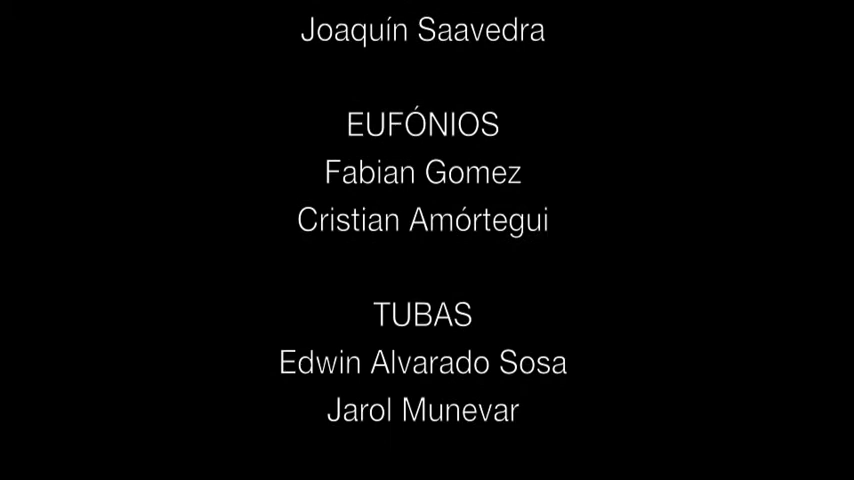 Joaquín Saavedra
EUFÓNIOS
Fabian Gomez
Cristian Amórtegui
TUBAS
Edwin Alvarado Sosa
Jarol Munevar